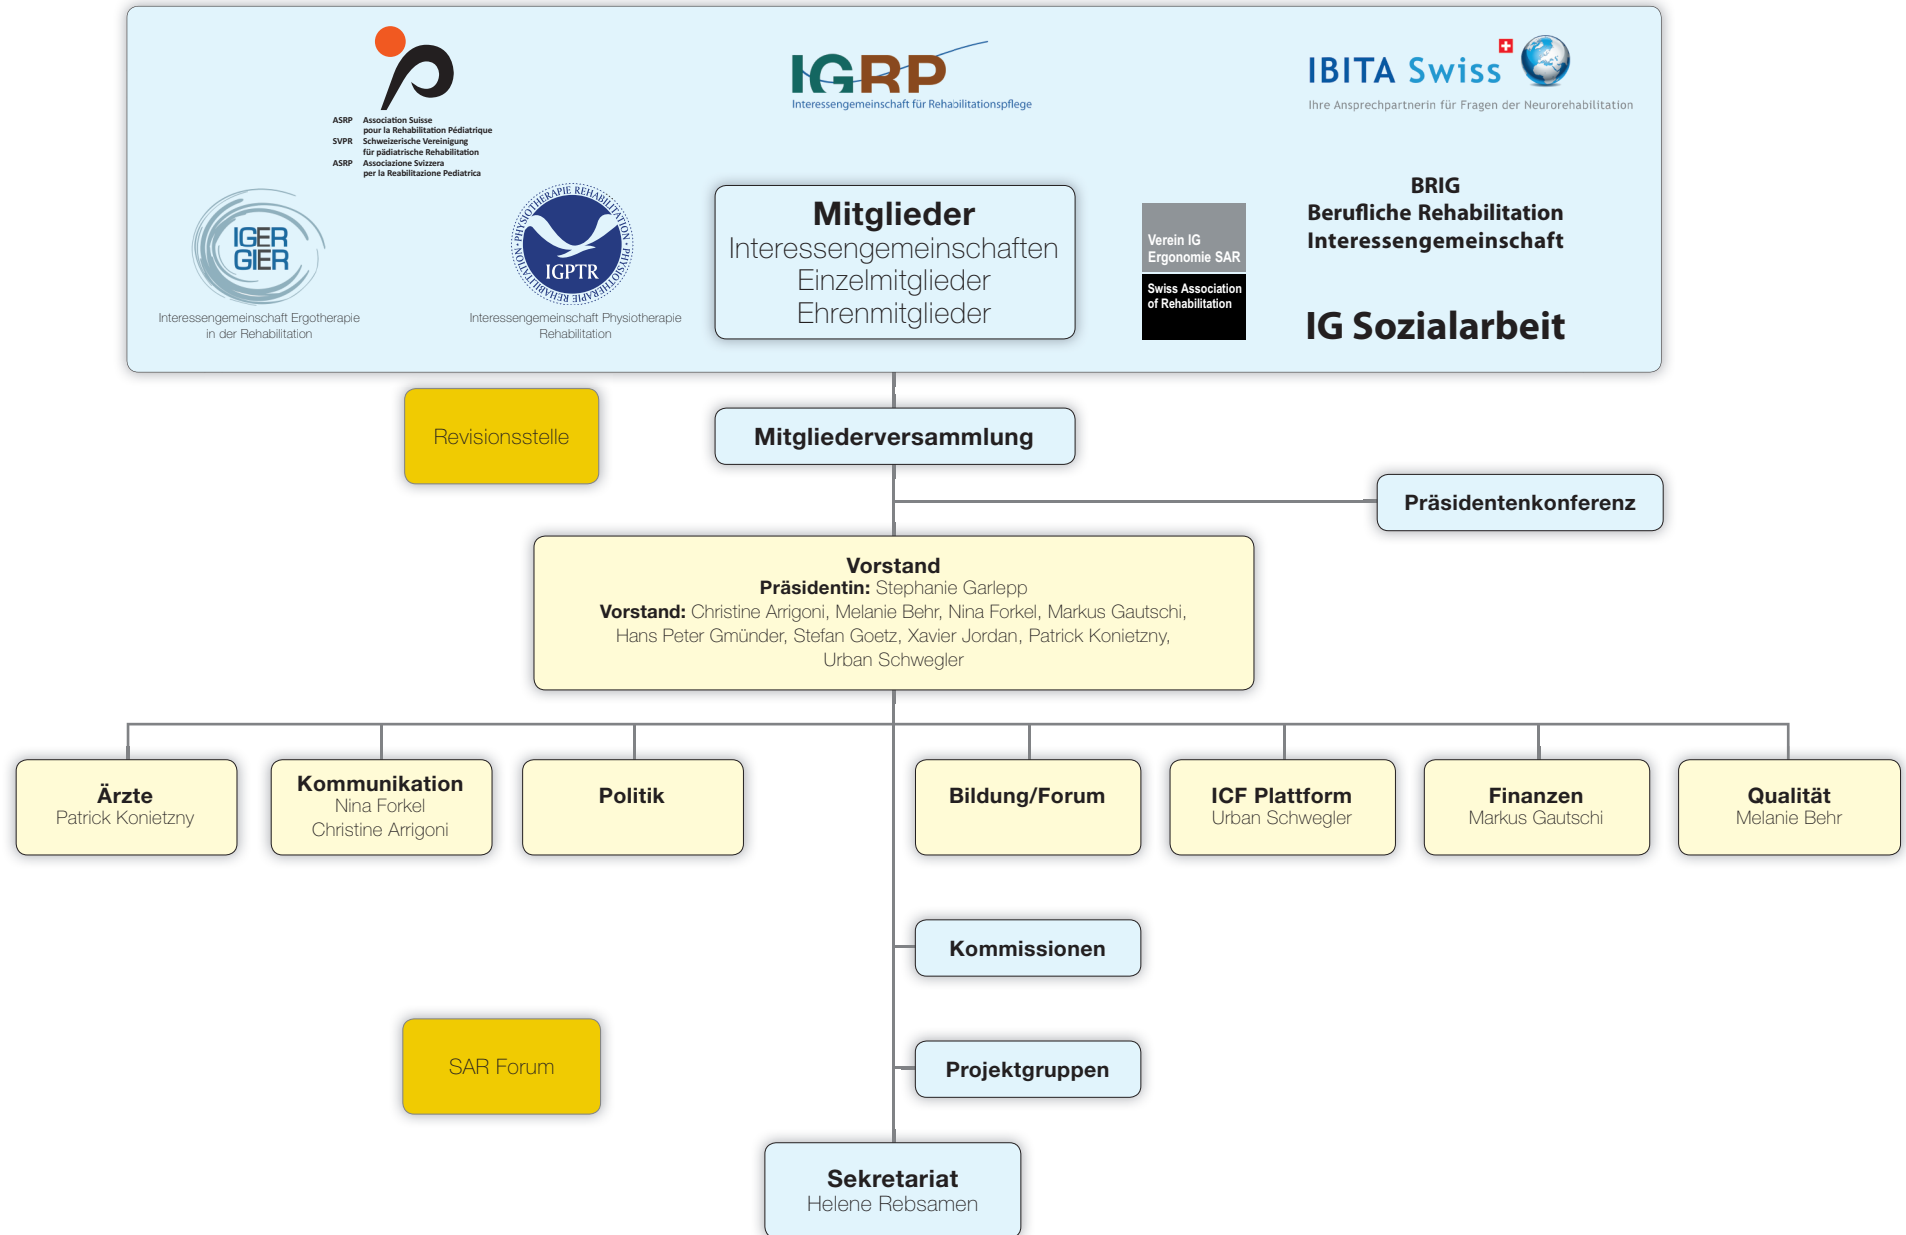 ASRP Association Suisse
pour la Rehabilitation Pédiatrique
SVPR Schweizerische Vereinigung
für pädiatrische Rehabilitation
ASRP Associazione Svizzera
per la Reabilitazione Pediatrica
IGRP
Interessengemeinschaft für Rehabilitationspflege
IBITA Swiss
Ihre Ansprechpartnerin für Fragen der Neurorehabilitation
IGER
GIER
Interessengemeinschaft Ergotherapie
in der Rehabilitation
PHYSIOTHERAPIE REHABILITATION · PHYSIOTHERAPIE REHABILITATION ·
IGPTR
Interessengemeinschaft Physiotherapie
Rehabilitation
Mitglieder
Interessengemeinschaften
Einzelmitglieder
Ehrenmitglieder
Verein IG
Ergonomie SAR
Swiss Association
of Rehabilitation
BRIG
Berufliche Rehabilitation
Interessengemeinschaft
IG Sozialarbeit
Revisionsstelle
Mitgliederversammlung
Präsidentenkonferenz
Vorstand
Präsidentin: Stephanie Garlepp
Vorstand: Christine Arrigoni, Melanie Behr, Nina Forkel, Markus Gautschi,
Hans Peter Gmünder, Stefan Goetz, Xavier Jordan, Patrick Konietzny,
Urban Schwegler
Ärzte
Patrick Konietzny
Kommunikation
Nina Forkel
Christine Arrigoni
Politik
Bildung/Forum
ICF Plattform
Urban Schwegler
Finanzen
Markus Gautschi
Qualität
Melanie Behr
Kommissionen
SAR Forum
Projektgruppen
Sekretariat
Helene Rebsamen